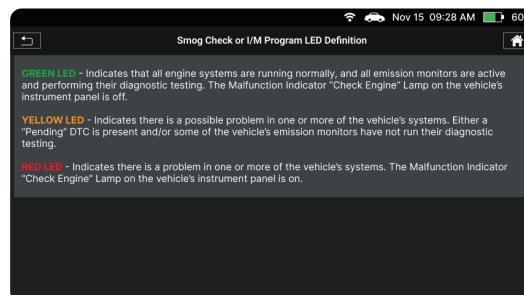 Nov 15 09:28 AM 60
Smog Check or I/M Program LED Definition
GREEN LED - Indicates that all engine systems are running normally, and all emission monitors are active
and performing their diagnostic testing. The Malfunction Indicator "Check Engine" Lamp on the vehicle's
instrument panel is off.
YELLOW LED - Indicates there is a possible problem in one or more of the vehicle's systems. Either a
"Pending" DTC is present and/or some of the vehicle's emission monitors have not run their diagnostic
testing.
RED LED - Indicates there is a problem in one or more of the vehicle's systems. The Malfunction Indicator
"Check Engine" Lamp on the vehicle's instrument panel is on.